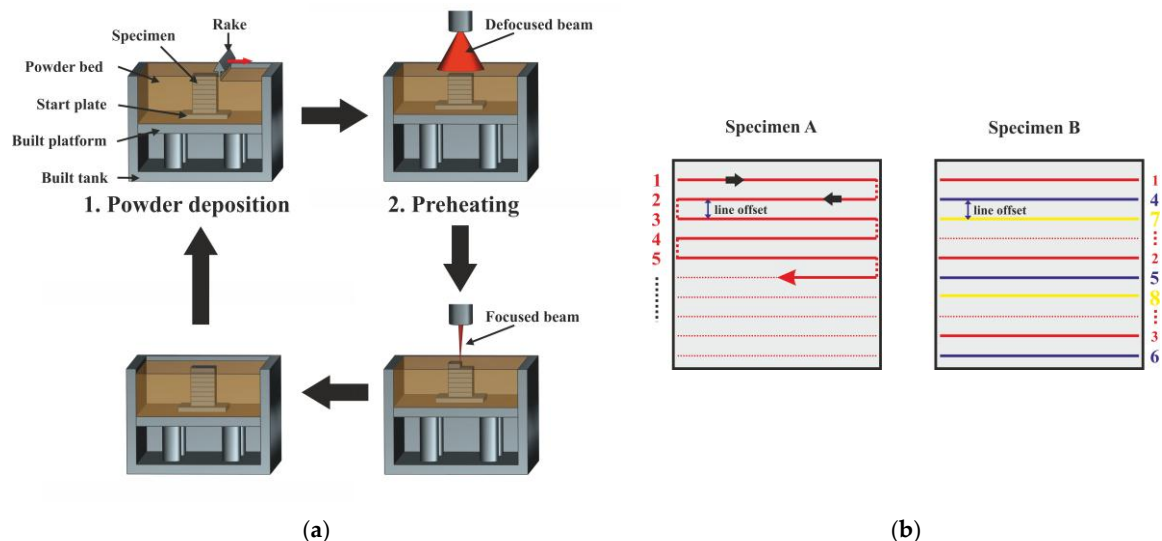 Rake
Specimen
Powder bed
Start plate
Built platform
Built tank
1. Powder deposition
Defocused beam
2. Preheating
Focused beam
(a)
Specimen A
1
2
3
4
5
line offset
Specimen B
line offset
1
4
7
2
5
8
3
6
(b)